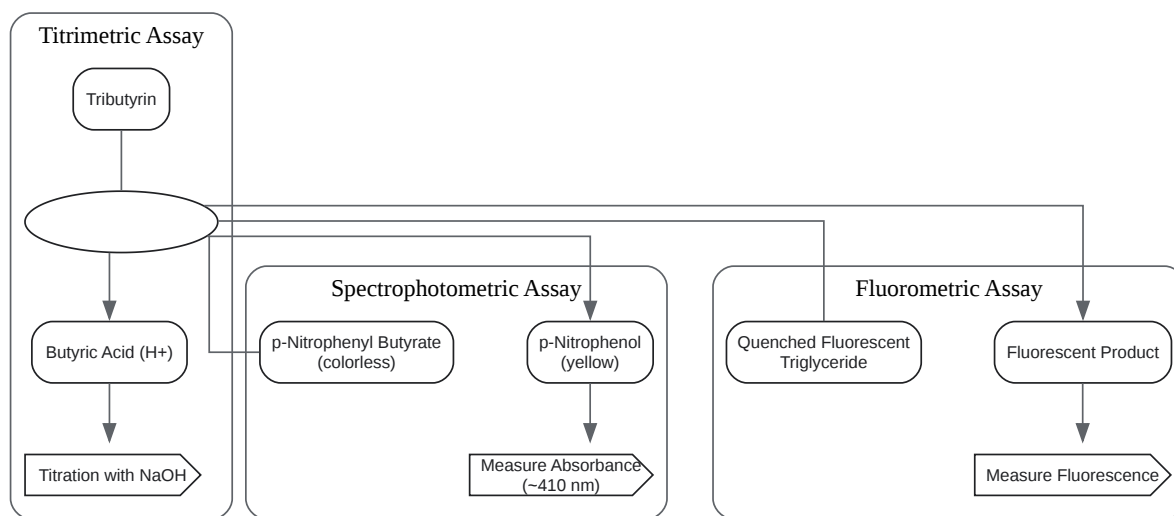 Titrimetric Assay
Tributyrin
Butyric Acid (H+)
Titration with NaOH
Spectrophotometric Assay
p-Nitrophenyl Butyrate
(colorless)
p-Nitrophenol
(yellow)
Measure Absorbance
(~410 nm)
Fluorometric Assay
Quenched Fluorescent
Triglyceride
Fluorescent Product
Measure Fluorescence